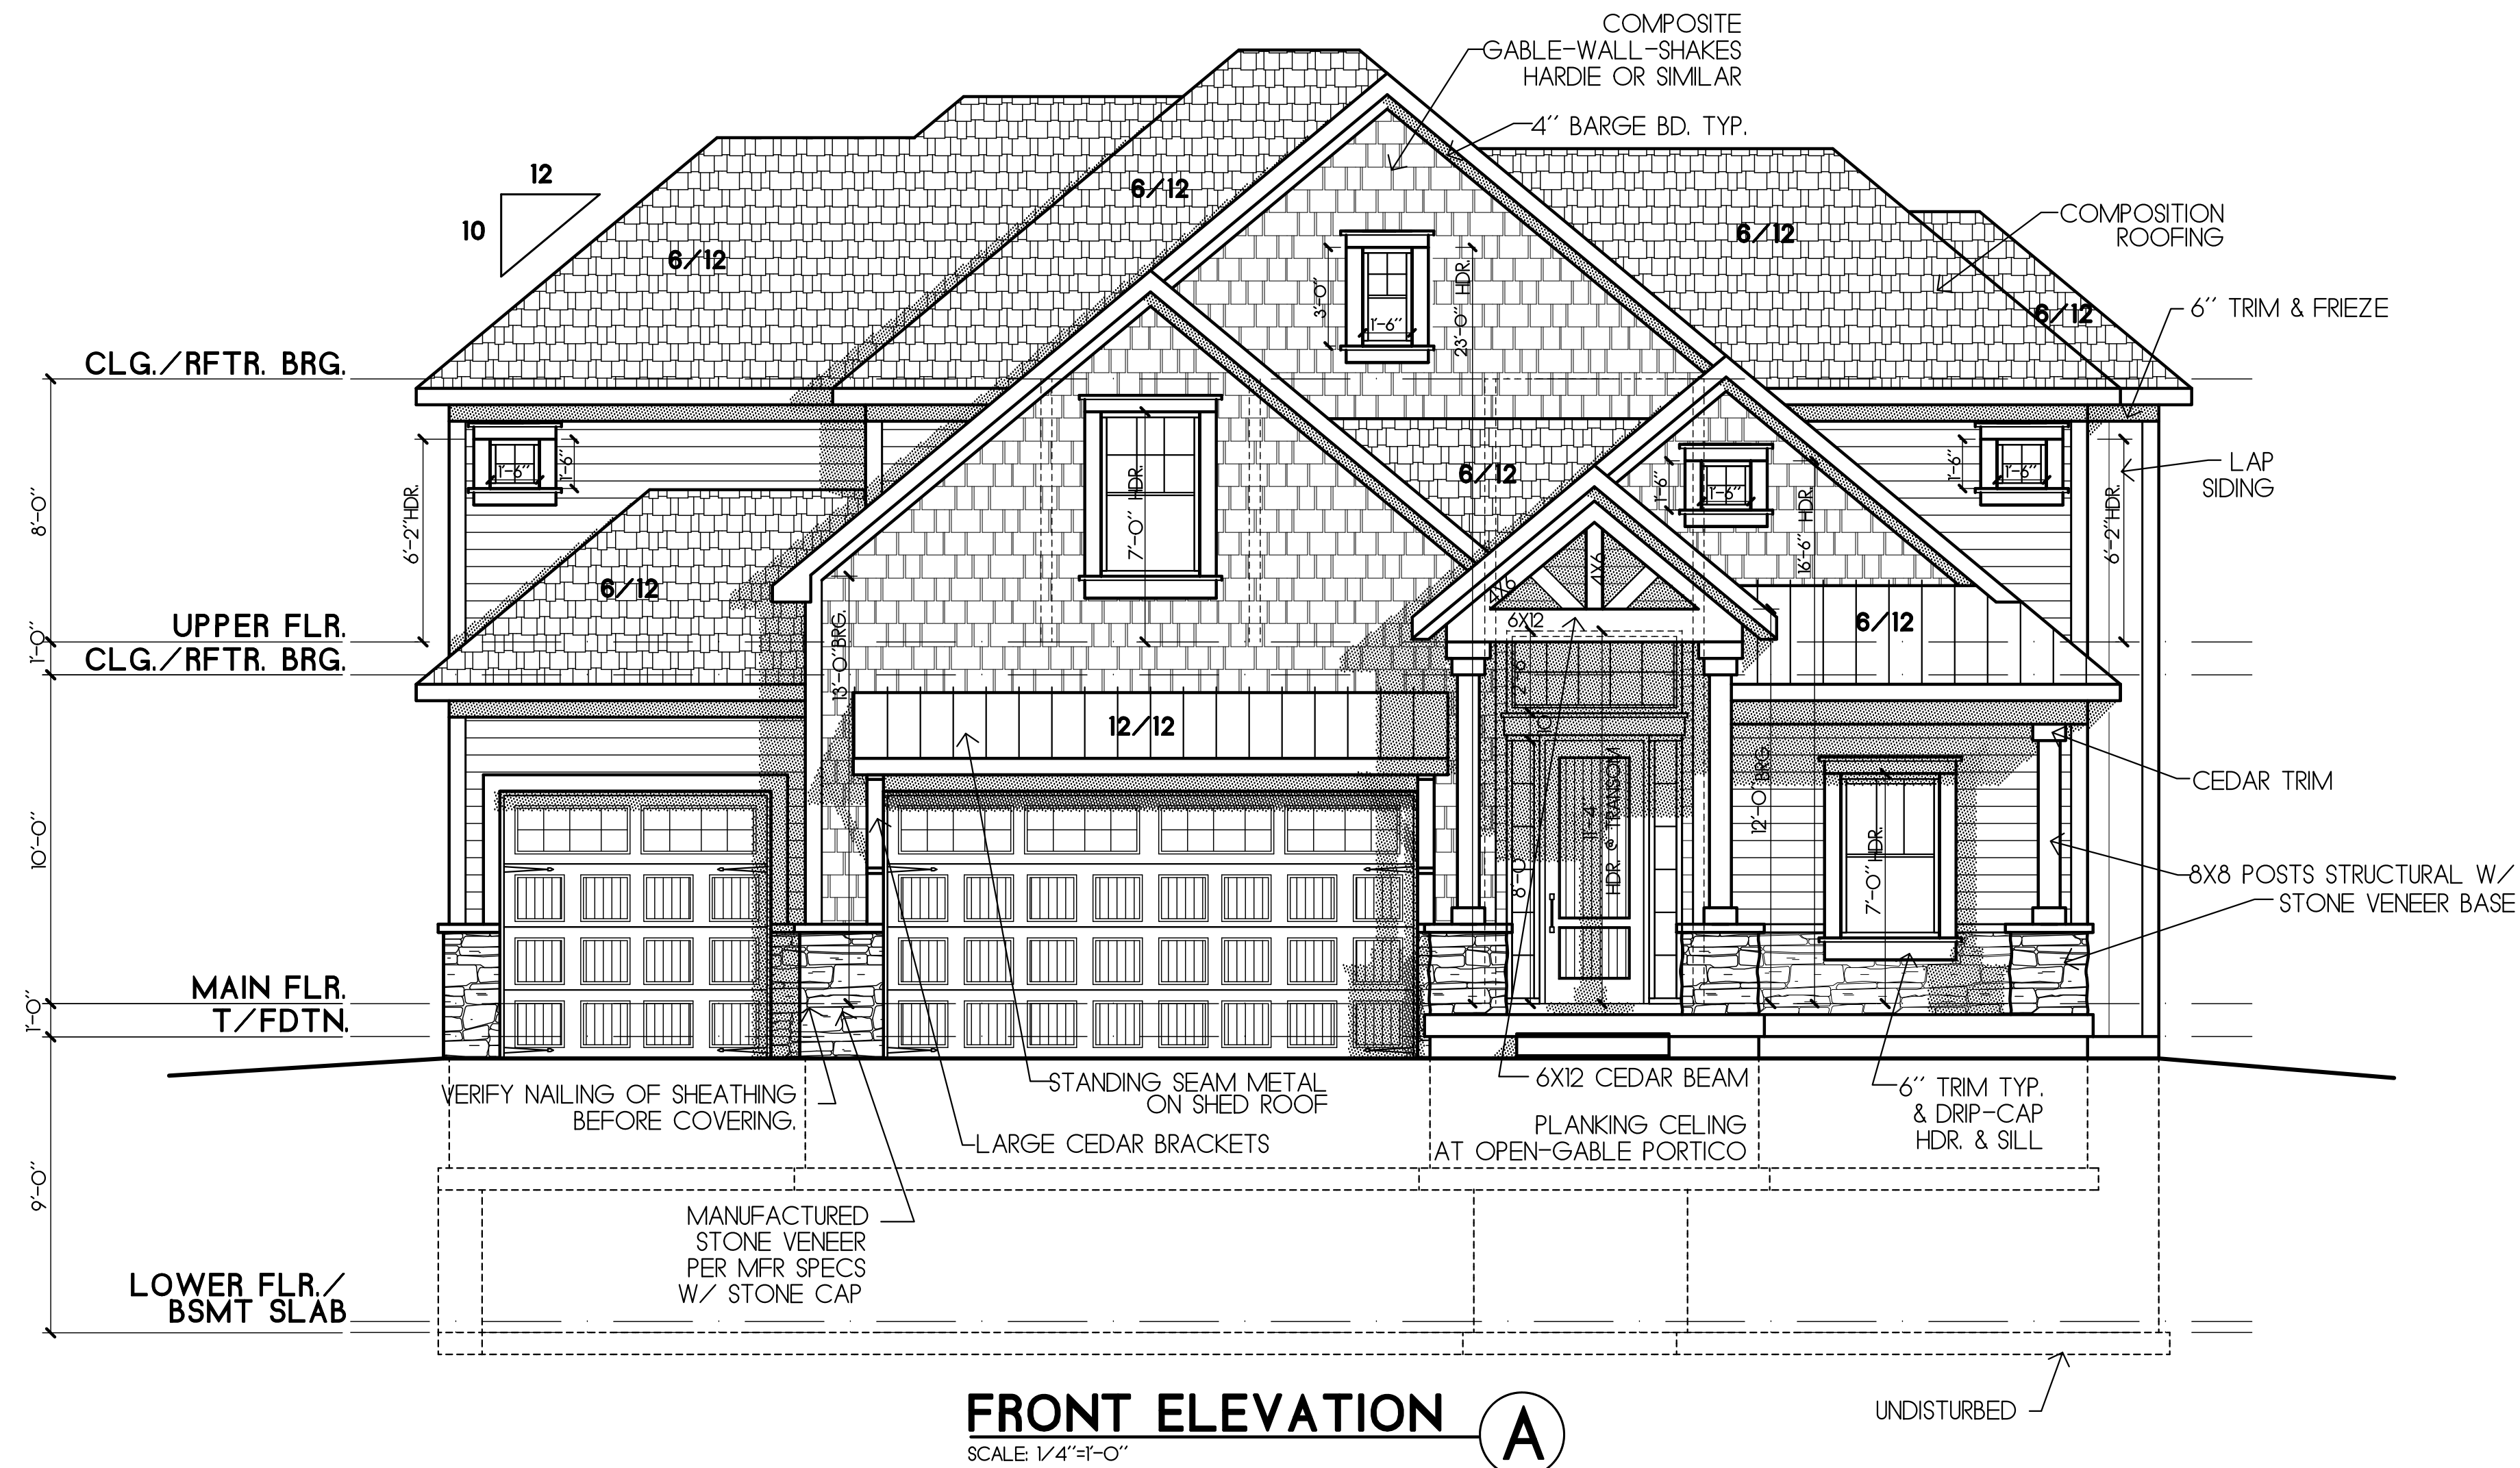 COMPOSITE
GABLE-WALL-SHAKES
HARDIE OR SIMILAR
4" BARGE BD. TYP.
12
10
6/12
6/12
6/12
COMPOSITION
ROOFING
6/12
6" TRIM & FRIEZE
3'-0"
1'-6"
23'-0" HDR.
CLG./RFTR. BRG.
8'-0"
6'-2"HDR.
1'-6"
1'-6"
7'-0" HDR.
6/12
1'-6"
1'-6"
16'-6" HDR.
1'-6"
1'-6"
6'-2"HDR.
LAP
SIDING
6/12
4X6
4X6
6X12
6/12
UPPER FLR.
1'-0"
CLG./RFTR. BRG.
13'-0"BRG.
12/12
2'-6"
10"
12'-0" BRG.
CEDAR TRIM
10'-0"
8'-0"
11'-4"
HDR. @ TRANSOM
7'-0" HDR.
8X8 POSTS STRUCTURAL W/
STONE VENEER BASE
MAIN FLR.
1'-0"
T/FDTN.
VERIFY NAILING OF SHEATHING
BEFORE COVERING.
STANDING SEAM METAL
ON SHED ROOF
LARGE CEDAR BRACKETS
6X12 CEDAR BEAM
PLANKING CELING
AT OPEN-GABLE PORTICO
6" TRIM TYP.
& DRIP-CAP
HDR. & SILL
9'-0"
MANUFACTURED
STONE VENEER
PER MFR SPECS
W/ STONE CAP
LOWER FLR./
BSMT SLAB
UNDISTURBED
FRONT ELEVATION
A
SCALE: 1/4"=1'-0"